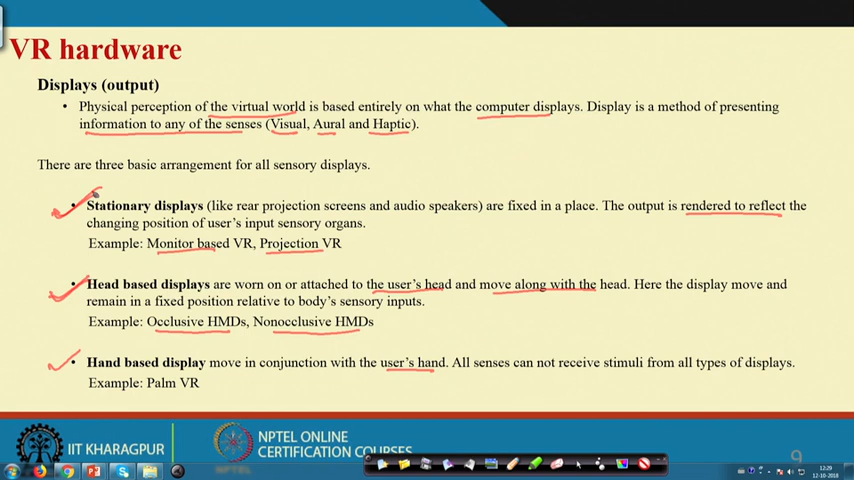 VR hardware
Displays (output)
• Physical perception of the virtual world is based entirely on what the computer displays. Display is a method of presenting
information to any of the senses (Visual, Aural and Haptic).
There are three basic arrangement for all sensory displays.
• Stationary displays (like rear projection screens and audio speakers) are fixed in a place. The output is rendered to reflect the
changing position of user's input sensory organs.
Example: Monitor based VR, Projection VR
• Head based displays are worn on or attached to the user's head and move along with the head. Here the display move and
remain in a fixed position relative to body's sensory inputs.
Example: Occlusive HMDs, Nonocclusive HMDs
• Hand based display move in conjunction with the user's hand. All senses can not receive stimuli from all types of displays.
Example: Palm VR
IIT KHARAGPUR
NPTEL ONLINE
CERTIFICATION COURSES
NPTEL
9
12:29
12-10-2018